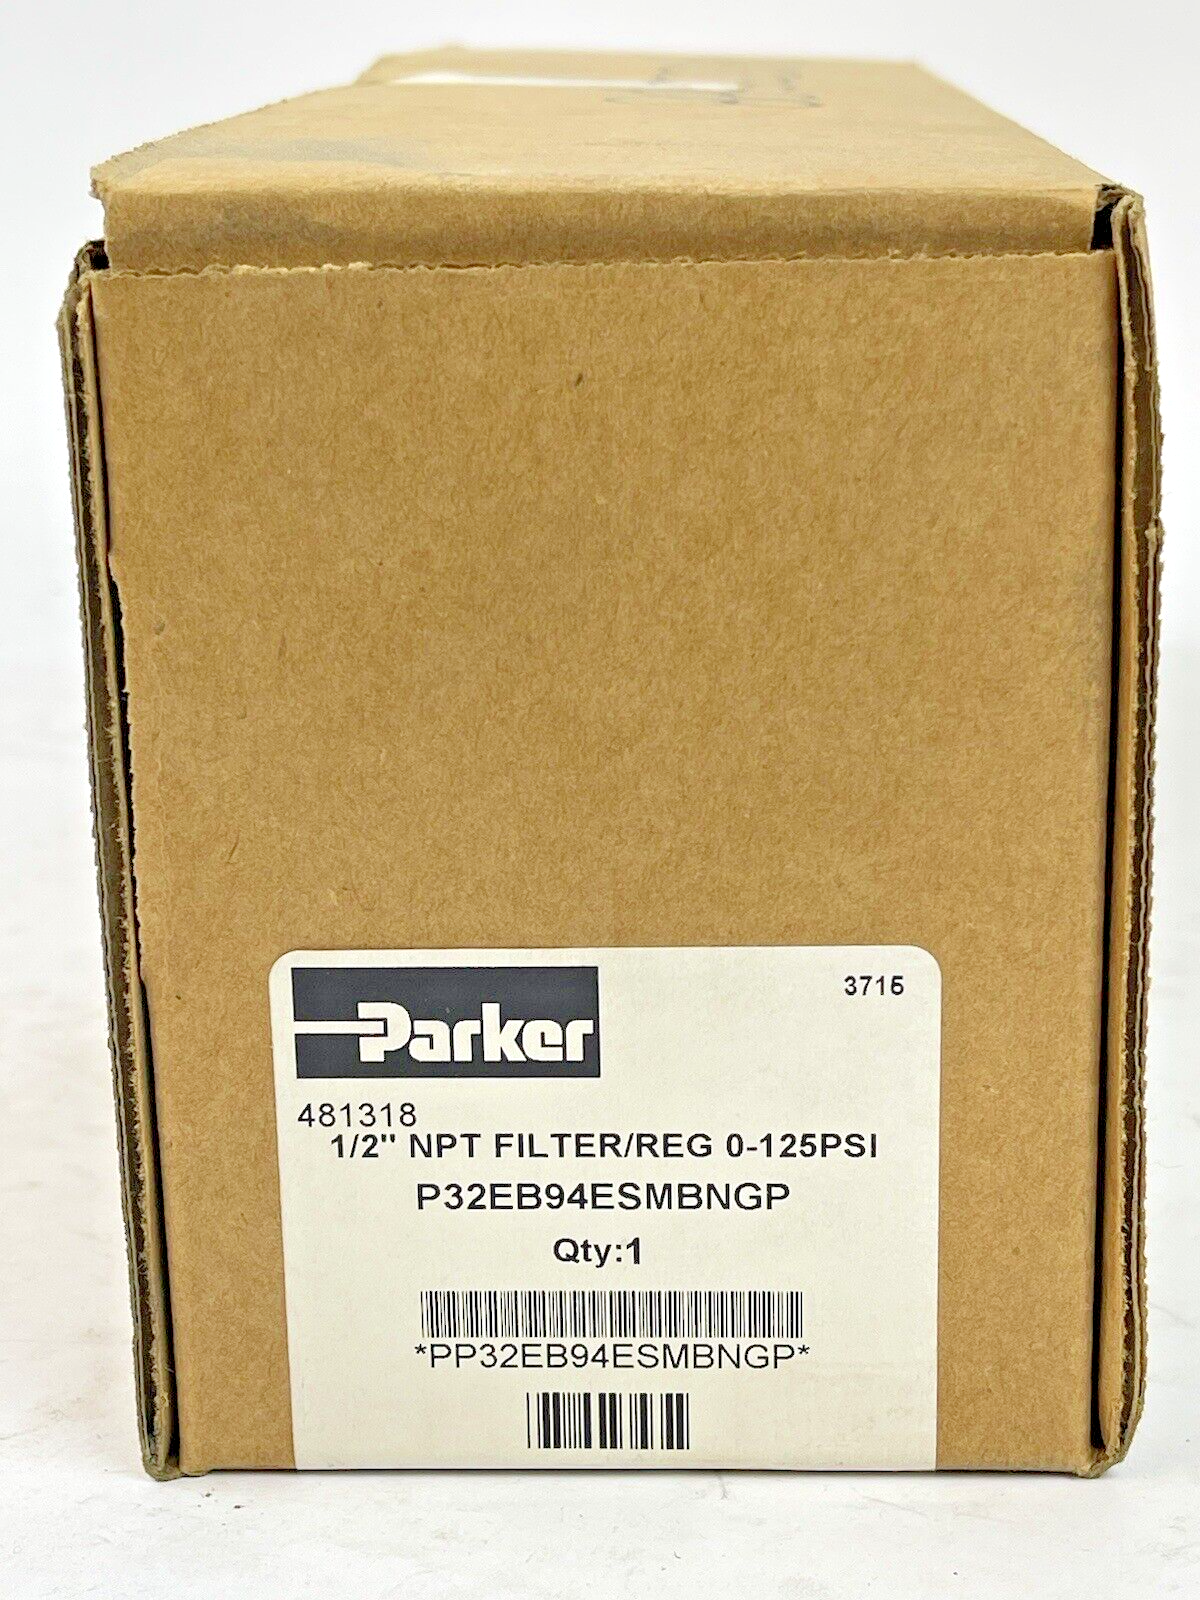 Parker
3715
481318
1/2" NPT FILTER/REG 0-125PSI
P32EB94ESMBNGP
Qty:1
*PP32EB94ESMBNGP*